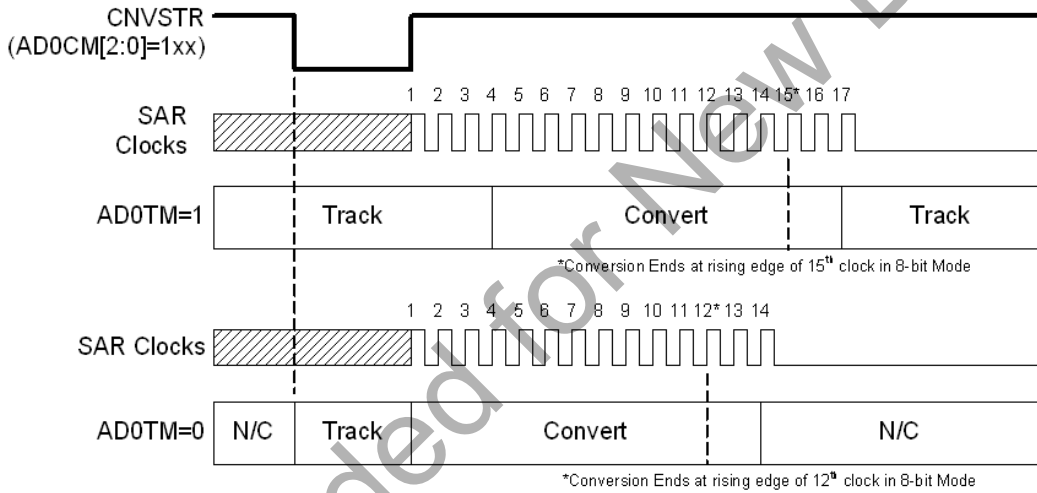 CNVSTR
(AD0CM[2:0]=1xx)
1 2 3 4 5 6 7 8 9 10 11 12 13 14 15* 16 17
SAR
Clocks
AD0TM=1
Track
Convert
Track
*Conversion Ends at rising edge of 15th clock in 8-bit Mode
1 2 3 4 5 6 7 8 9 10 11 12* 13 14
SAR Clocks
AD0TM=0
N/C
Track
Convert
N/C
*Conversion Ends at rising edge of 12th clock in 8-bit Mode
ded for New